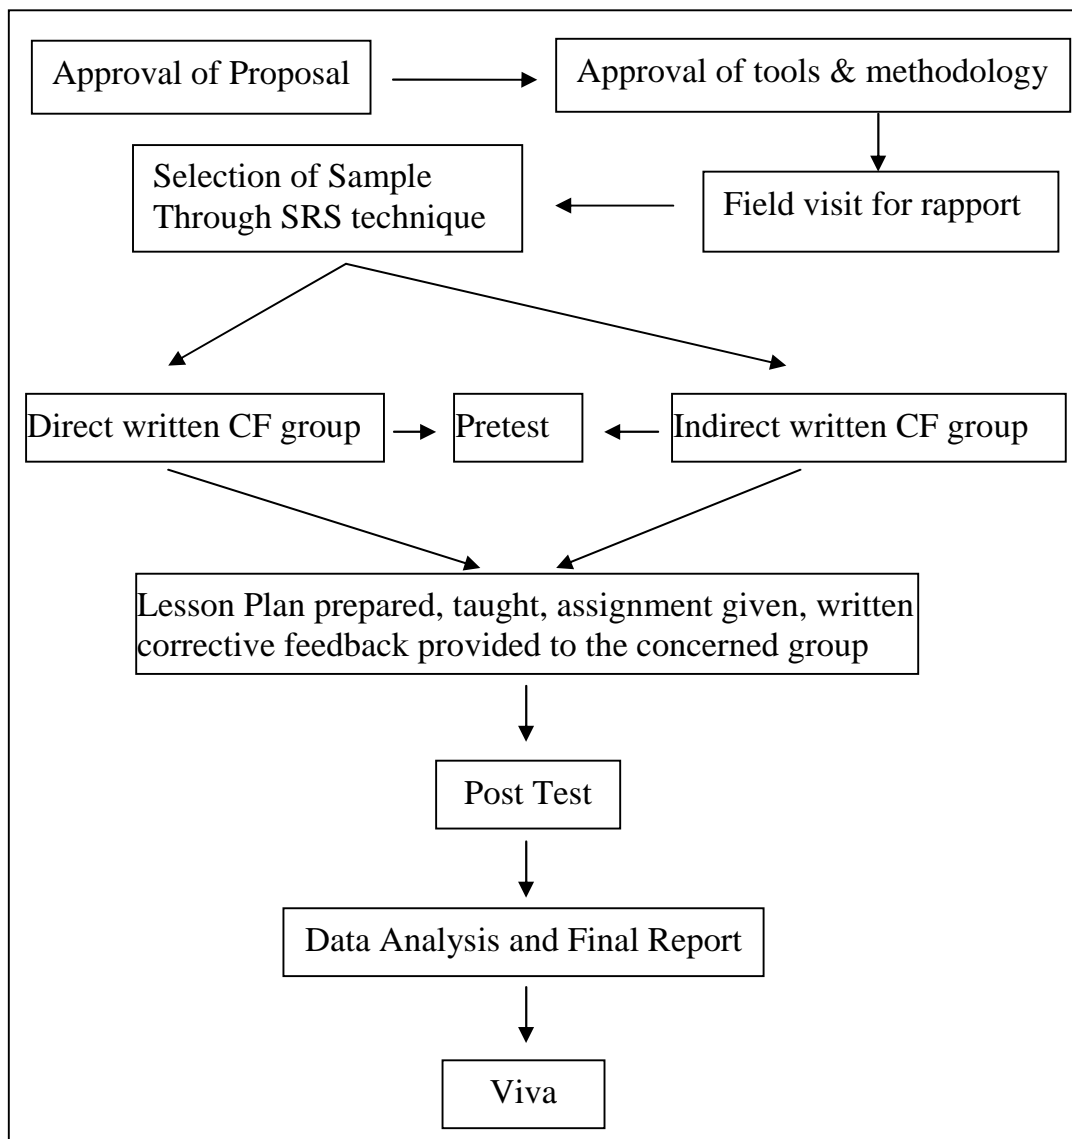 Approval of Proposal
Approval of tools & methodology
Field visit for rapport
Selection of Sample
Through SRS technique
Direct written CF group
Pretest
Indirect written CF group
Lesson Plan prepared, taught, assignment given, written
corrective feedback provided to the concerned group
Post Test
Data Analysis and Final Report
Viva